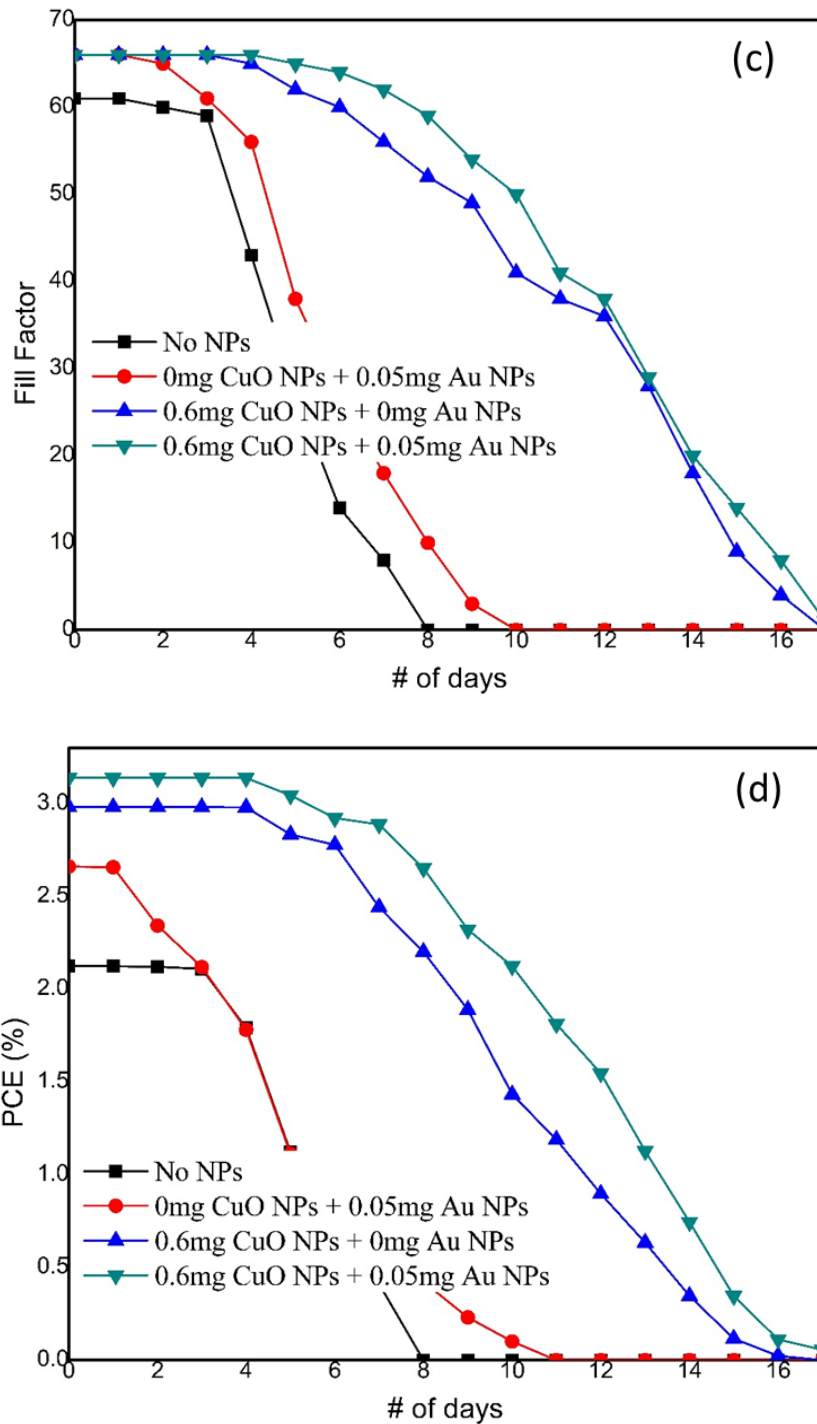 70
60
50
40
30
20
10
0
Fill Factor
(c)
No NPs
0mg CuO NPs + 0.05mg Au NPs
0.6mg CuO NPs + 0mg Au NPs
0.6mg CuO NPs + 0.05mg Au NPs
0 2 4 6 8 10 12 14 16
# of days
3.0
2.5
2.0
1.5
1.0
0.5
0.0
PCE (%)
(d)
No NPs
0mg CuO NPs + 0.05mg Au NPs
0.6mg CuO NPs + 0mg Au NPs
0.6mg CuO NPs + 0.05mg Au NPs
0 2 4 6 8 10 12 14 16
# of days